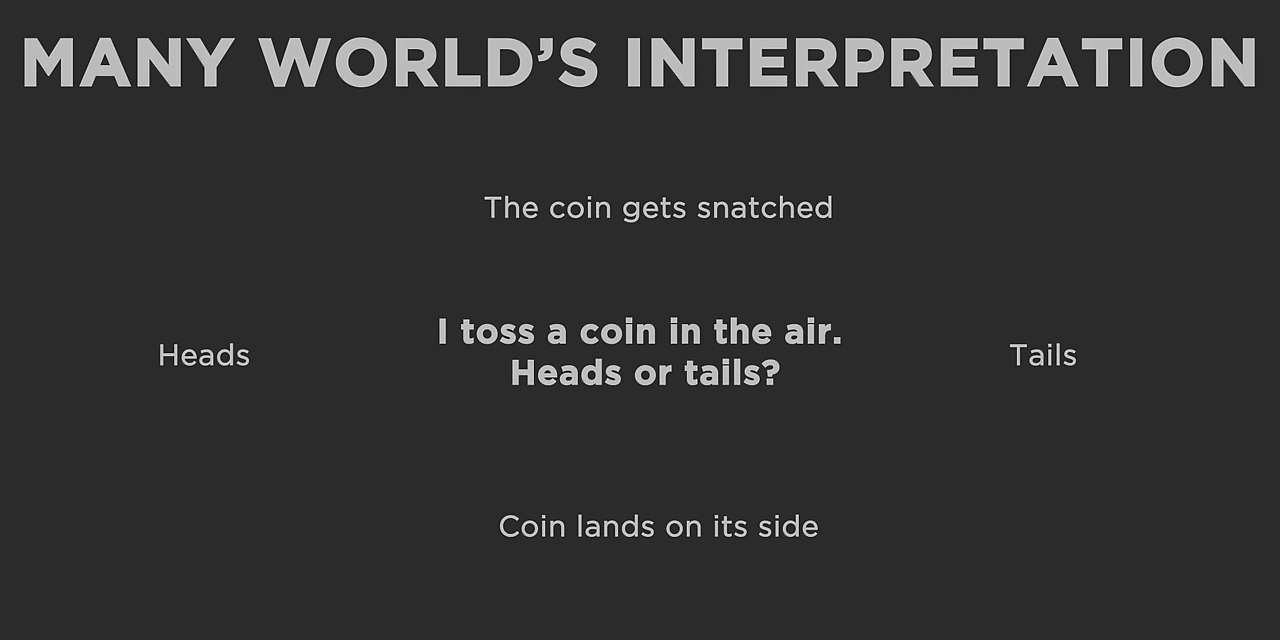 MANY WORLD’S INTERPRETATION
The coin gets snatched
I toss a coin in the air.
Heads or tails?
Heads
Tails
Coin lands on its side